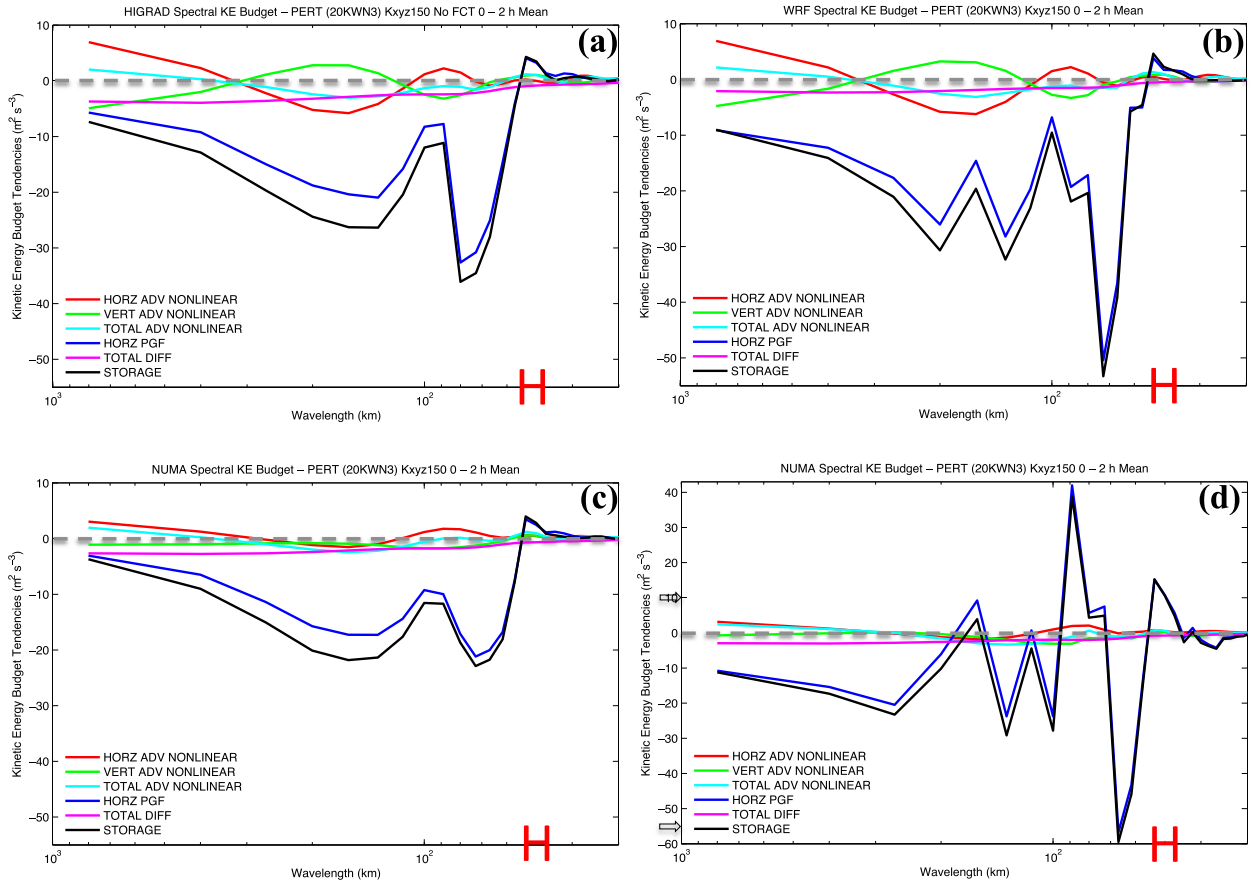 HIGRAD Spectral KE Budget – PERT (20KWN3) Kxyz150 No FCT 0 – 2 h Mean
(a)
Kinetic Energy Budget Tendencies (m² s⁻³)
10
0
−10
−20
−30
−40
−50
HORZ ADV NONLINEAR
VERT ADV NONLINEAR
TOTAL ADV NONLINEAR
HORZ PGF
TOTAL DIFF
STORAGE
10³
10²
Wavelength (km)
WRF Spectral KE Budget – PERT (20KWN3) Kxyz150 0 – 2 h Mean
(b)
Kinetic Energy Budget Tendencies (m² s⁻³)
10
0
−10
−20
−30
−40
−50
HORZ ADV NONLINEAR
VERT ADV NONLINEAR
TOTAL ADV NONLINEAR
HORZ PGF
TOTAL DIFF
STORAGE
10³
10²
Wavelength (km)
NUMA Spectral KE Budget – PERT (20KWN3) Kxyz150 0 – 2 h Mean
(c)
Kinetic Energy Budget Tendencies (m² s⁻³)
10
0
−10
−20
−30
−40
−50
HORZ ADV NONLINEAR
VERT ADV NONLINEAR
TOTAL ADV NONLINEAR
HORZ PGF
TOTAL DIFF
STORAGE
10³
10²
Wavelength (km)
NUMA Spectral KE Budget – PERT (20KWN3) Kxyz150 0 – 2 h Mean
(d)
Kinetic Energy Budget Tendencies (m² s⁻³)
40
30
20
10
0
−10
−20
−30
−40
−50
−60
HORZ ADV NONLINEAR
VERT ADV NONLINEAR
TOTAL ADV NONLINEAR
HORZ PGF
TOTAL DIFF
STORAGE
10³
10²
Wavelength (km)